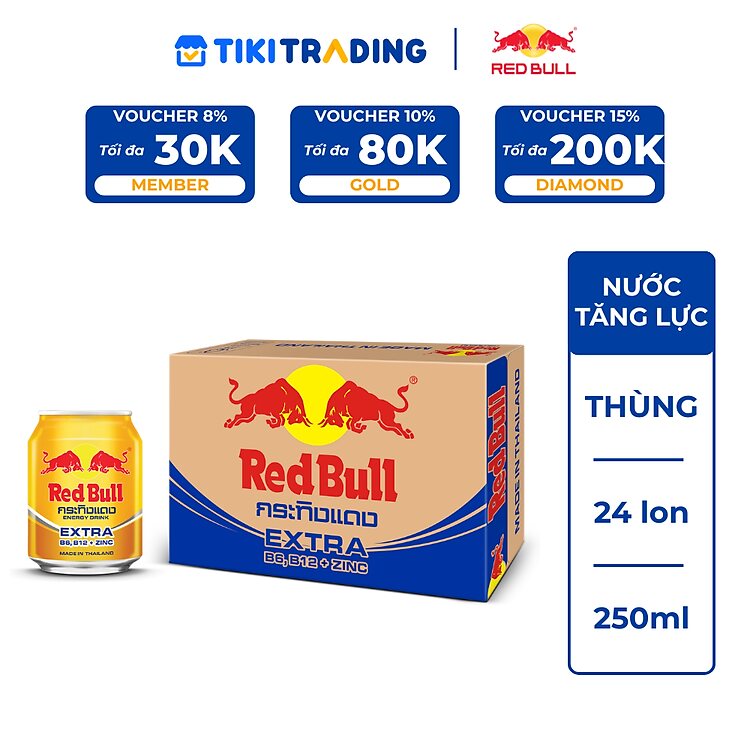 TIKI TRADING
RED BULL
VOUCHER 8%
Tối đa 30K
MEMBER
VOUCHER 10%
Tối đa 80K
GOLD
VOUCHER 15%
Tối đa 200K
DIAMOND
NƯỚC
TĂNG LỰC
THÙNG
24 lon
250ml
Red Bull
กระทิงแดง
ENERGY DRINK
EXTRA
B6, B12 + ZINC
MADE IN THAILAND
MADE IN THAILAND
®
Red Bull
กระทิงแดง
EXTRA
B6, B12 + ZINC
Red Bull
MADE IN THAILAND